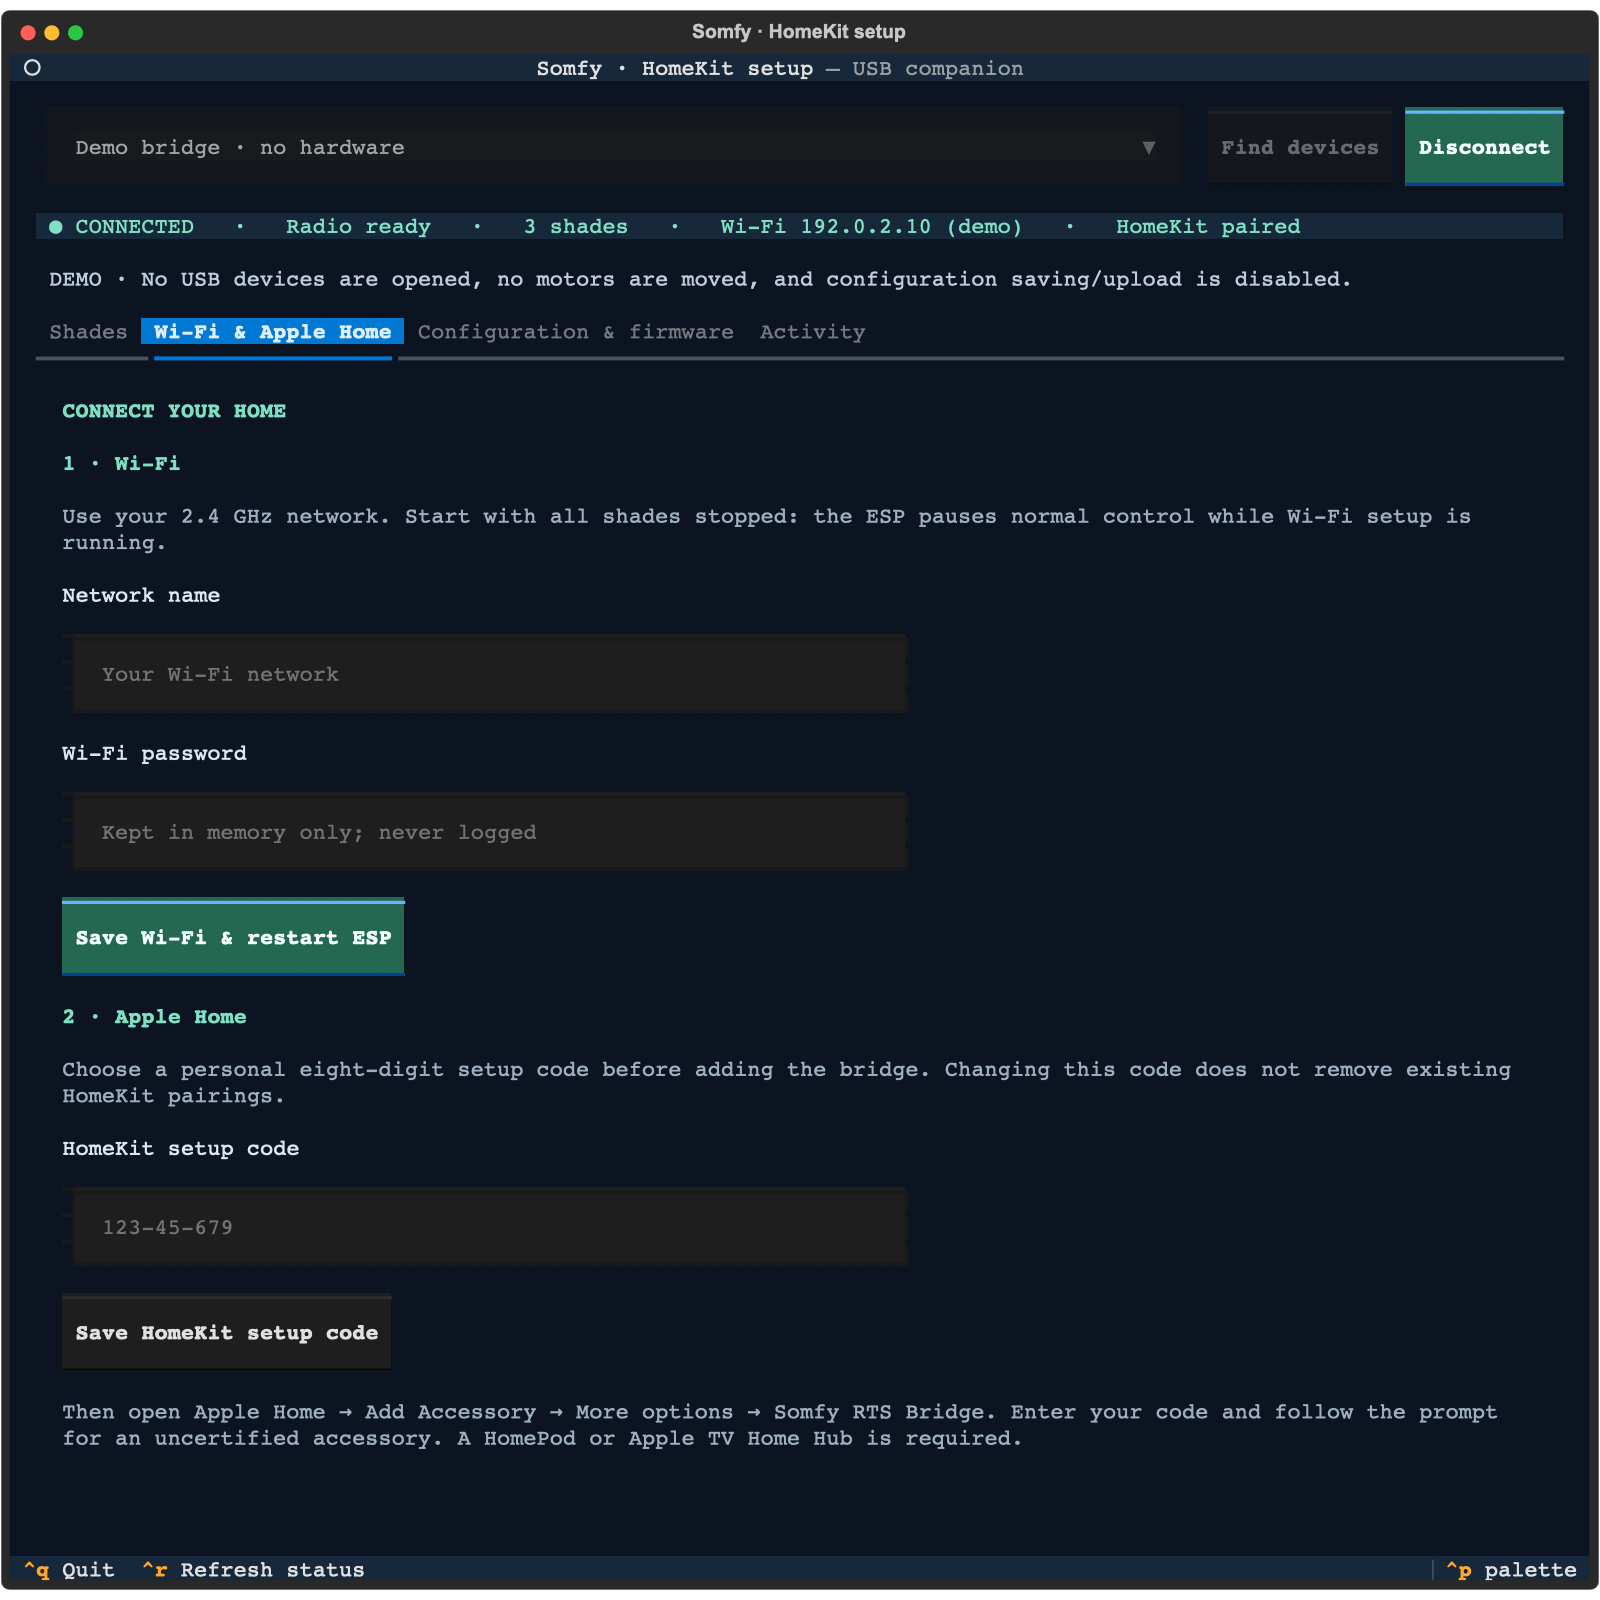 Somfy · HomeKit setup
Somfy · HomeKit setup — USB companion
Demo bridge · no hardware ▼ Find devices Disconnect
● CONNECTED · Radio ready · 3 shades · Wi-Fi 192.0.2.10 (demo) · HomeKit paired
DEMO · No USB devices are opened, no motors are moved, and configuration saving/upload is disabled.
Shades Wi-Fi & Apple Home Configuration & firmware Activity
CONNECT YOUR HOME
1 · Wi-Fi
Use your 2.4 GHz network. Start with all shades stopped: the ESP pauses normal control while Wi-Fi setup is
running.
Network name
Your Wi-Fi network
Wi-Fi password
Kept in memory only; never logged
Save Wi-Fi & restart ESP
2 · Apple Home
Choose a personal eight-digit setup code before adding the bridge. Changing this code does not remove existing
HomeKit pairings.
HomeKit setup code
123-45-679
Save HomeKit setup code
Then open Apple Home → Add Accessory → More options → Somfy RTS Bridge. Enter your code and follow the prompt
for an uncertified accessory. A HomePod or Apple TV Home Hub is required.
^q Quit ^r Refresh status ^p palette